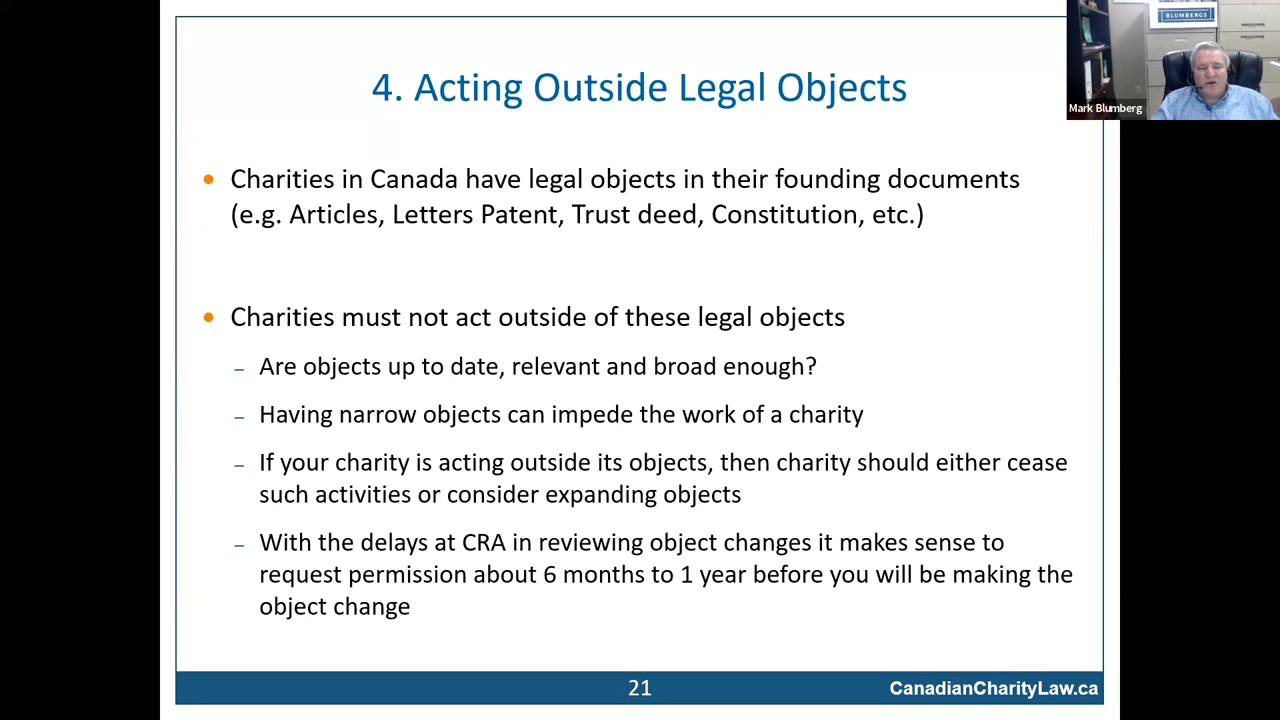 BLUMBERGS
Mark Blumberg
4. Acting Outside Legal Objects
• Charities in Canada have legal objects in their founding documents
(e.g. Articles, Letters Patent, Trust deed, Constitution, etc.)
• Charities must not act outside of these legal objects
– Are objects up to date, relevant and broad enough?
– Having narrow objects can impede the work of a charity
– If your charity is acting outside its objects, then charity should either cease
such activities or consider expanding objects
– With the delays at CRA in reviewing object changes it makes sense to
request permission about 6 months to 1 year before you will be making the
object change
21
CanadianCharityLaw.ca